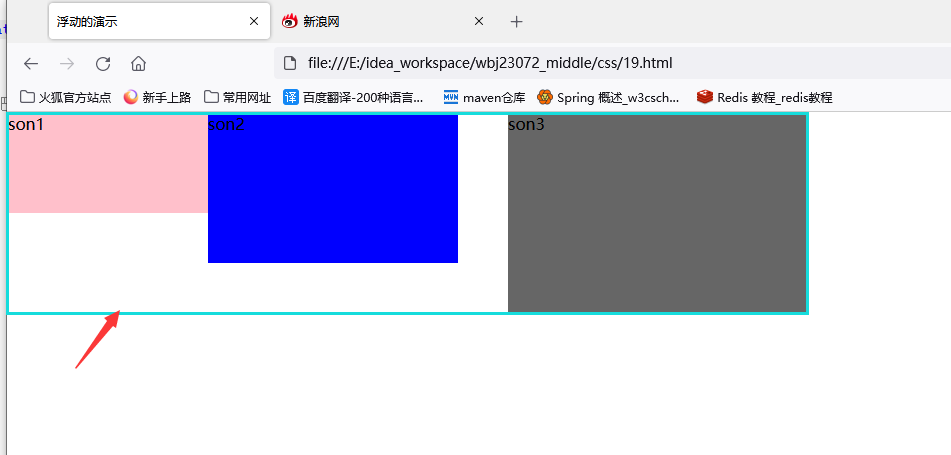 浮动的演示
新浪网
file:///E:/idea_workspace/wbj23072_middle/css/19.html
火狐官方站点 新手上路 常用网址 译 百度翻译-200种语言... MVN maven仓库 Spring 概述_w3csch... Redis 教程_redis教程
son1 son2 son3